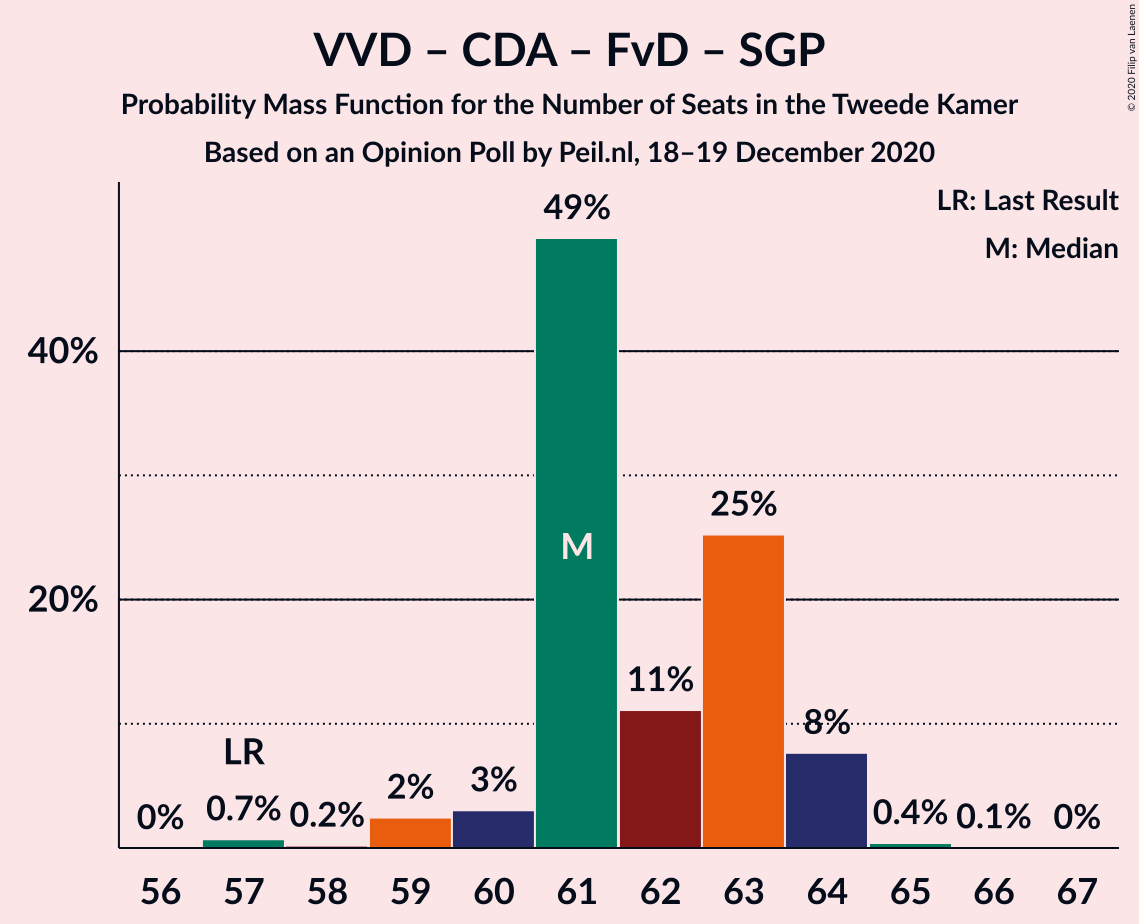 VVD – CDA – FvD – SGP
Probability Mass Function for the Number of Seats in the Tweede Kamer
Based on an Opinion Poll by Peil.nl, 18–19 December 2020
© 2020 Filip van Laenen
LR: Last Result
M: Median
49%
40%
25%
M
20%
11%
8%
LR
2%
3%
0%
0.7%
0.2%
0.4%
0.1%
0%
56 57 58 59 60 61 62 63 64 65 66 67